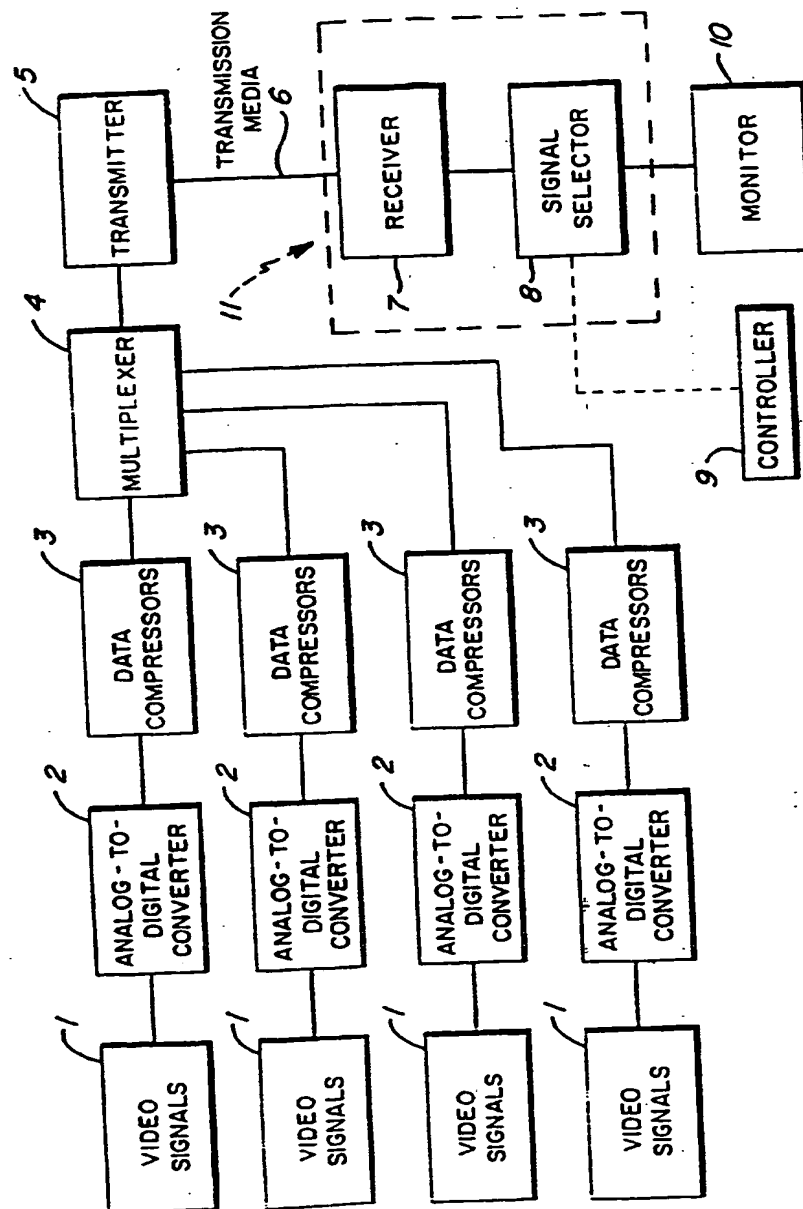 5
TRANSMITTER
4
MULTIPLEXER
TRANSMISSION
MEDIA
6
11
RECEIVER
7
SIGNAL
SELECTOR
8
10
MONITOR
9
CONTROLLER
1
VIDEO
SIGNALS
2
ANALOG-TO-
DIGITAL
CONVERTER
3
DATA
COMPRESSORS
1
VIDEO
SIGNALS
2
ANALOG-TO-
DIGITAL
CONVERTER
3
DATA
COMPRESSORS
1
VIDEO
SIGNALS
2
ANALOG-TO-
DIGITAL
CONVERTER
3
DATA
COMPRESSORS
1
VIDEO
SIGNALS
2
ANALOG-TO-
DIGITAL
CONVERTER
3
DATA
COMPRESSORS